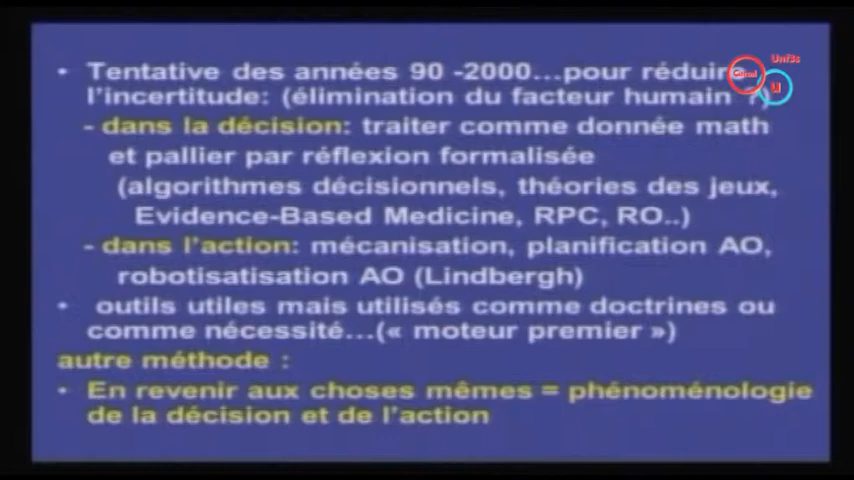 • Tentative des années 90 -2000…pour réduire
l'incertitude: (élimination du facteur humain ?)
- dans la décision: traiter comme donnée math
et pallier par réflexion formalisée
(algorithmes décisionnels, théories des jeux,
Evidence-Based Medicine, RPC, RO..)
- dans l'action: mécanisation, planification AO,
robotisatisation AO (Lindbergh)
• outils utiles mais utilisés comme doctrines ou
comme nécessité…(« moteur premier »)
autre méthode :
• En revenir aux choses mêmes = phénoménologie
de la décision et de l'action
Unf3s
Canal
U